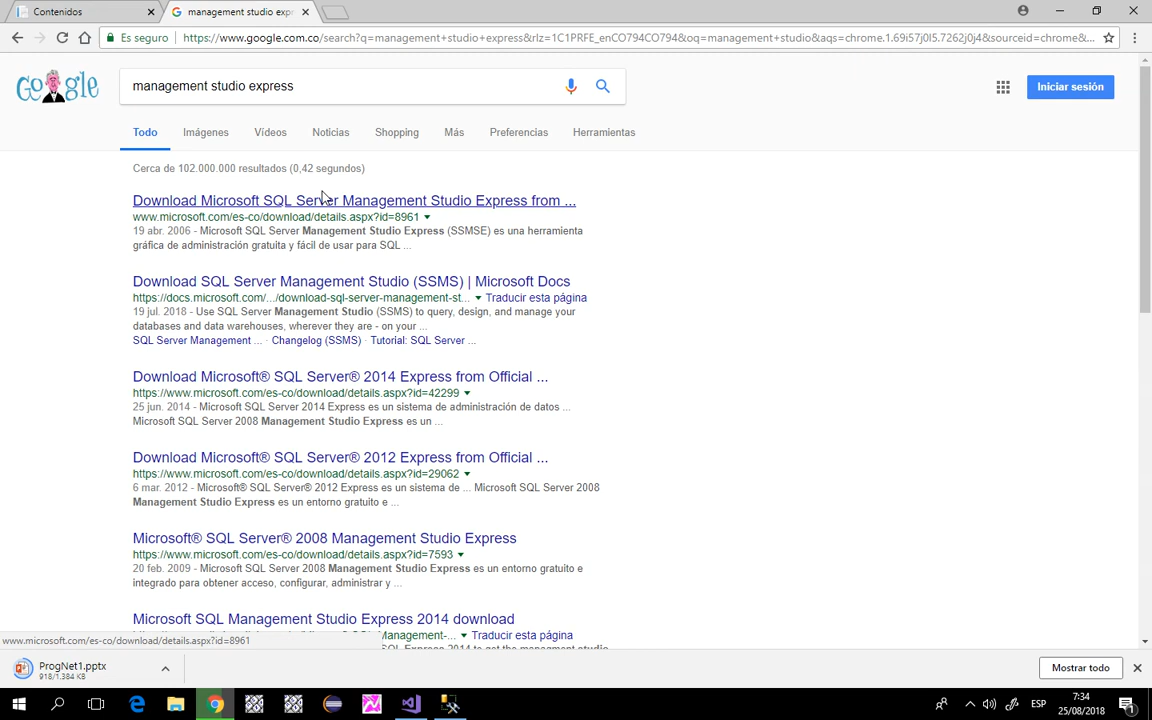 Contenidos
management studio expr
Es seguro
https://www.google.com.co/search?q=management+studio+express&rlz=1C1PRFE_enCO794CO794&oq=management+studio+&aqs=chrome.1.69i57j0l5.7262j0j4&sourceid=chrome&...
Google
management studio express
Iniciar sesión
Todo Imágenes Vídeos Noticias Shopping Más Preferencias Herramientas
Cerca de 102.000.000 resultados (0,42 segundos)
Download Microsoft SQL Server Management Studio Express from ...
www.microsoft.com/es-co/download/details.aspx?id=8961
19 abr. 2006 - Microsoft SQL Server Management Studio Express (SSMSE) es una herramienta
gráfica de administración gratuita y fácil de usar para SQL ...
Download SQL Server Management Studio (SSMS) | Microsoft Docs
https://docs.microsoft.com/.../download-sql-server-management-st... Traducir esta página
19 jul. 2018 - Use SQL Server Management Studio (SSMS) to query, design, and manage your
databases and data warehouses, wherever they are - on your ...
SQL Server Management ... · Changelog (SSMS) · Tutorial: SQL Server ...
Download Microsoft® SQL Server® 2014 Express from Official ...
https://www.microsoft.com/es-co/download/details.aspx?id=42299
25 jun. 2014 - Microsoft SQL Server 2014 Express es un sistema de administración de datos ...
Microsoft SQL Server 2008 Management Studio Express es un ...
Download Microsoft® SQL Server® 2012 Express from Official ...
https://www.microsoft.com/es-co/download/details.aspx?id=29062
6 mar. 2012 - Microsoft® SQL Server® 2012 Express es un sistema de ... Microsoft SQL Server 2008
Management Studio Express es un entorno gratuito e ...
Microsoft® SQL Server® 2008 Management Studio Express
https://www.microsoft.com/es-co/download/details.aspx?id=7593
20 feb. 2009 - Microsoft SQL Server 2008 Management Studio Express es un entorno gratuito e
integrado para obtener acceso, configurar, administrar y ...
Microsoft SQL Management Studio Express 2014 download
Management-... Traducir esta página
SQL Express 2014 to get the managment studio
www.microsoft.com/es-co/download/details.aspx?id=8961
ProgNet1.pptx
918/1.384 KB
Mostrar todo
ESP
7:34
25/08/2018
1